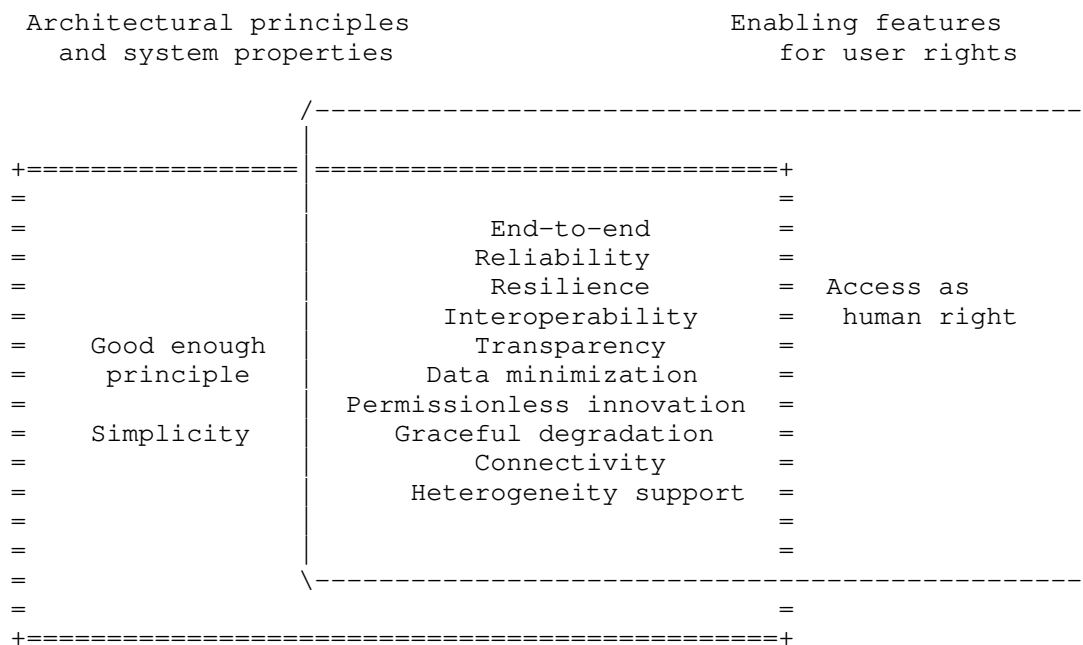 Architectural principles Enabling features
and system properties for user rights
End-to-end
Reliability
Resilience Access as
Interoperability human right
Good enough Transparency
principle Data minimization
Permissionless innovation
Simplicity Graceful degradation
Connectivity
Heterogeneity support